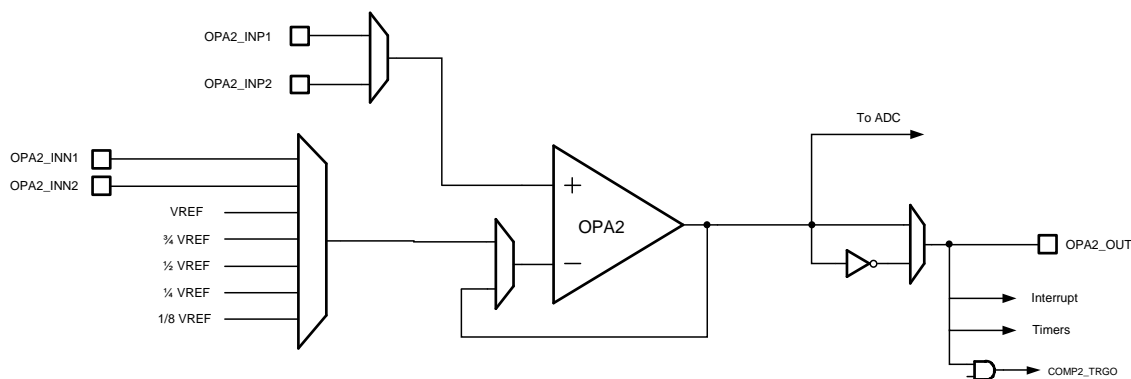 OPA2_INP1
OPA2_INP2
To ADC
OPA2_INN1
OPA2_INN2
VREF
¾ VREF
½ VREF
¼ VREF
1/8 VREF
+
OPA2
−
OPA2_OUT
Interrupt
Timers
COMP2_TRGO